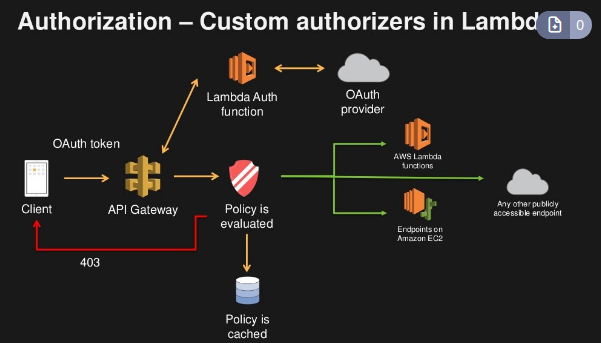 Authorization – Custom authorizers in Lambd
0
Lambda Auth
function
OAuth
provider
OAuth token
AWS Lambda
functions
Client
API Gateway
Policy is
evaluated
Any other publicly
accessible endpoint
Endpoints on
Amazon EC2
403
Policy is
cached